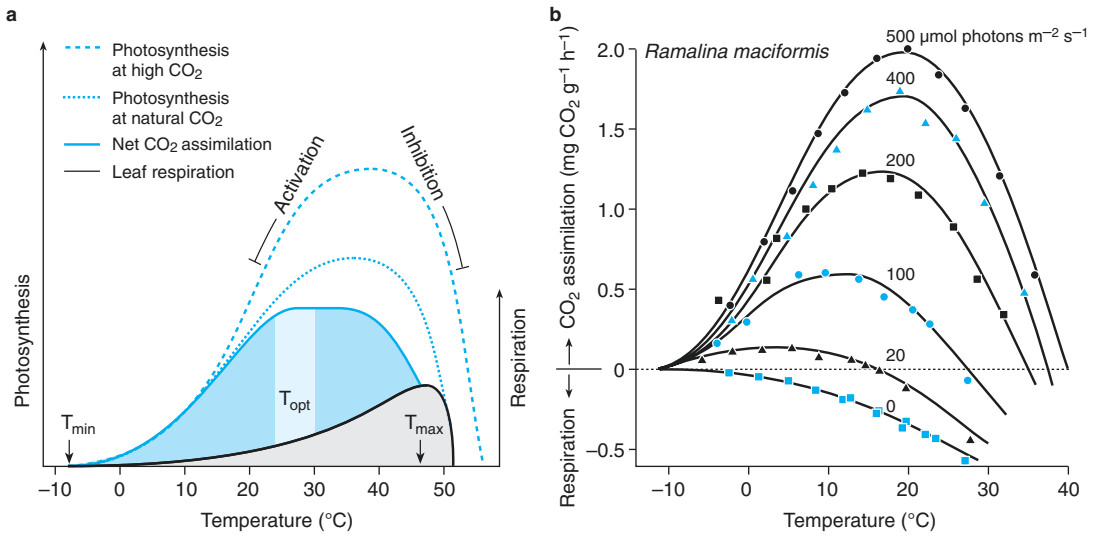 a
Photosynthesis
at high CO₂
Photosynthesis
at natural CO₂
Net CO₂ assimilation
Leaf respiration
Activation
Inhibition
Photosynthesis
Respiration
Tmin
Topt
Tmax
−10 0 10 20 30 40 50
Temperature (°C)
b
Ramalina maciformis
500 μmol photons m⁻² s⁻¹
400
200
100
20
0
2.0
1.5
1.0
0.5
0
−0.5
Respiration
CO₂ assimilation (mg CO₂ g⁻¹ h⁻¹)
−10 0 10 20 30 40
Temperature (°C)